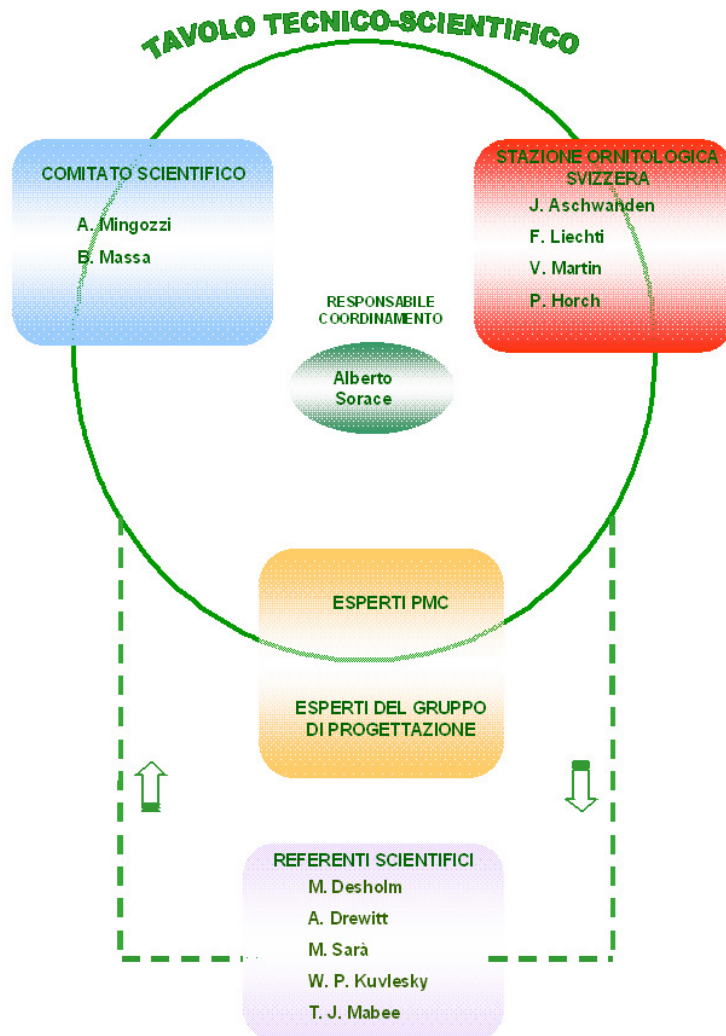 TAVOLO TECNICO-SCIENTIFICO
COMITATO SCIENTIFICO
A. Mingozzi
B. Massa
STAZIONE ORNITOLOGICA
SVIZZERA
J. Aschwanden
F. Liechti
V. Martin
P. Horch
RESPONSABILE
COORDINAMENTO
Alberto
Sorace
ESPERTI PMC
ESPERTI DEL GRUPPO
DI PROGETTAZIONE
REFERENTI SCIENTIFICI
M. Desholm
A. Drewitt
M. Sarà
W. P. Kuvlesky
T. J. Mabee